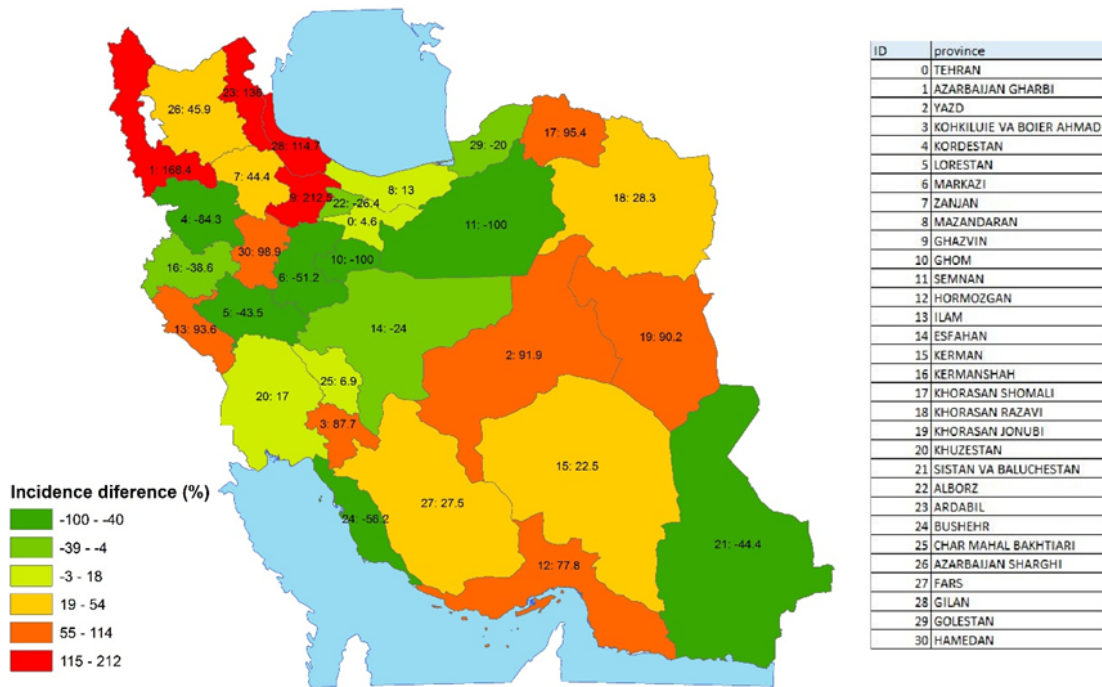 26: 45.9
23: 136
28: 114.7
1: 168.4
7: 44.4
9: 212.5
29: -20
17: 95.4
8: 13
22: -26.4
0: 4.6
18: 28.3
4: -84.3
30: 98.9
11: -100
10: -100
16: -38.6
6: -51.2
5: -43.5
13: 93.6
14: -24
19: 90.2
2: 91.9
25: 6.9
20: 17
3: 87.7
15: 22.5
27: 27.5
24: -56.2
21: -44.4
12: 77.8
Incidence diference (%)
-100 - -40
-39 - -4
-3 - 18
19 - 54
55 - 114
115 - 212
ID province
0 TEHRAN
1 AZARBAIJAN GHARBI
2 YAZD
3 KOHKILUIE VA BOIER AHMAD
4 KORDESTAN
5 LORESTAN
6 MARKAZI
7 ZANJAN
8 MAZANDARAN
9 GHAZVIN
10 GHOM
11 SEMNAN
12 HORMOZGAN
13 ILAM
14 ESFAHAN
15 KERMAN
16 KERMANSHAH
17 KHORASAN SHOMALI
18 KHORASAN RAZAVI
19 KHORASAN JONUBI
20 KHUZESTAN
21 SISTAN VA BALUCHESTAN
22 ALBORZ
23 ARDABIL
24 BUSHEHR
25 CHAR MAHAL BAKHTIARI
26 AZARBAIJAN SHARGHI
27 FARS
28 GILAN
29 GOLESTAN
30 HAMEDAN